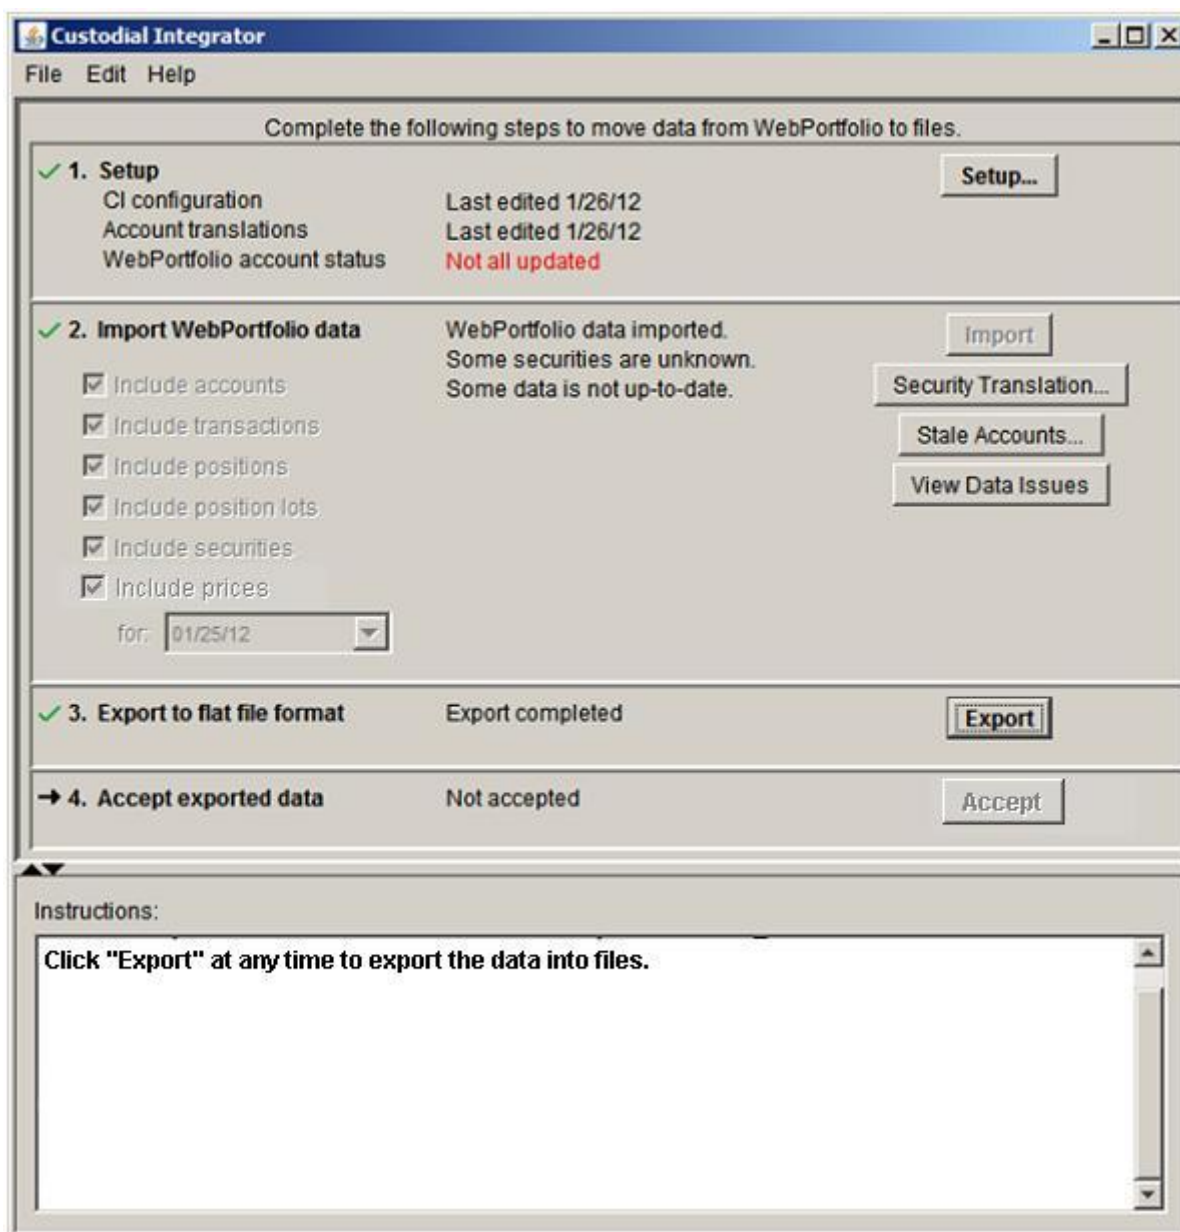 Custodial Integrator
File Edit Help
Complete the following steps to move data from WebPortfolio to files.
1. Setup
Setup...
CI configuration Last edited 1/26/12
Account translations Last edited 1/26/12
WebPortfolio account status Not all updated
2. Import WebPortfolio data WebPortfolio data imported. Import
Some securities are unknown.
Include accounts Some data is not up-to-date. Security Translation...
Include transactions Stale Accounts...
Include positions View Data Issues
Include position lots
Include securities
Include prices
for: 01/25/12
3. Export to flat file format Export completed Export
4. Accept exported data Not accepted Accept
Instructions:
Click "Export" at any time to export the data into files.